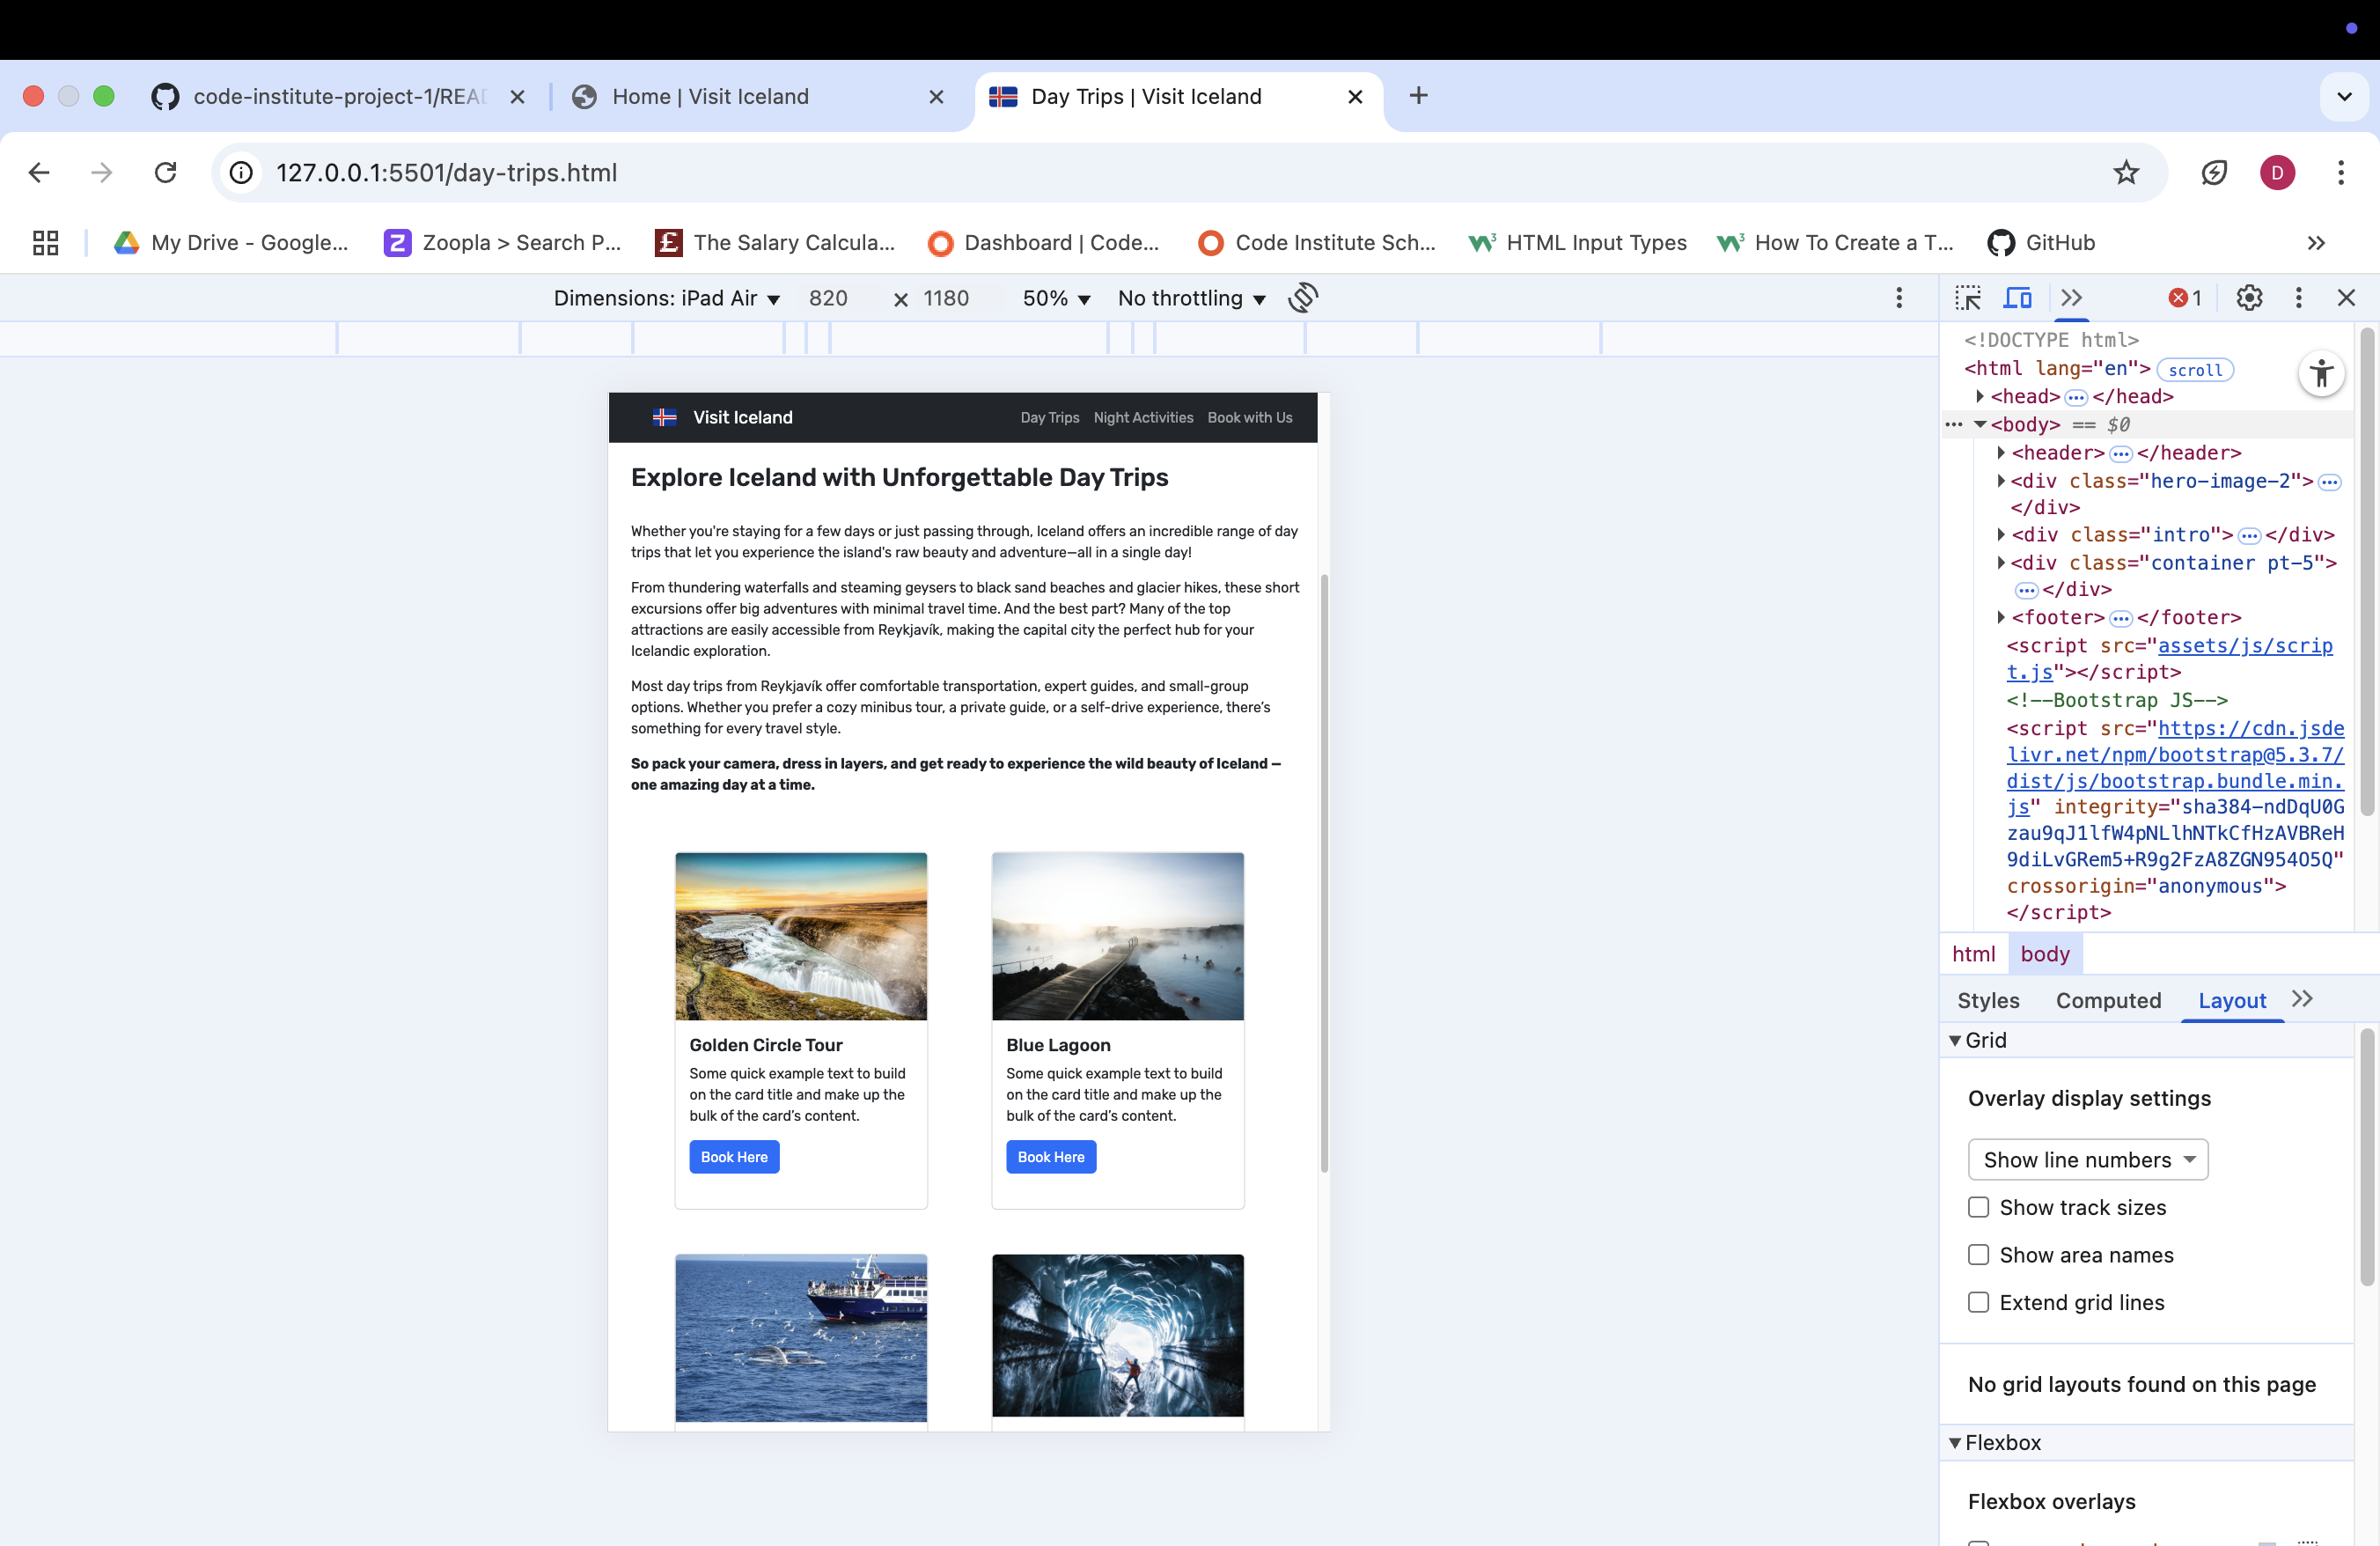 code-institute-project-1/REA
Home | Visit Iceland
Day Trips | Visit Iceland
127.0.0.1:5501/day-trips.html
D
My Drive - Google...
Zoopla > Search P...
The Salary Calcula...
Dashboard | Code...
Code Institute Sch...
HTML Input Types
How To Create a T...
GitHub
Dimensions: iPad Air
820
x
1180
50%
No throttling
1
Visit Iceland
Day Trips
Night Activities
Book with Us
Explore Iceland with Unforgettable Day Trips
Whether you're staying for a few days or just passing through, Iceland offers an incredible range of day
trips that let you experience the island's raw beauty and adventure—all in a single day!
From thundering waterfalls and steaming geysers to black sand beaches and glacier hikes, these short
excursions offer big adventures with minimal travel time. And the best part? Many of the top
attractions are easily accessible from Reykjavík, making the capital city the perfect hub for your
Icelandic exploration.
Most day trips from Reykjavík offer comfortable transportation, expert guides, and small-group
options. Whether you prefer a cozy minibus tour, a private guide, or a self-drive experience, there's
something for every travel style.
So pack your camera, dress in layers, and get ready to experience the wild beauty of Iceland —
one amazing day at a time.
Golden Circle Tour
Some quick example text to build
on the card title and make up the
bulk of the card's content.
Book Here
Blue Lagoon
Some quick example text to build
on the card title and make up the
bulk of the card's content.
Book Here
<!DOCTYPE html>
<html lang="en"> scroll
<head> ... </head>
... <body> == $0
<header> ... </header>
<div class="hero-image-2"> ...
</div>
<div class="intro"> ... </div>
<div class="container pt-5">
... </div>
<footer> ... </footer>
<script src="assets/js/scrip
t.js"></script>
<!--Bootstrap JS-->
<script src="https://cdn.jsde
livr.net/npm/bootstrap@5.3.7/
dist/js/bootstrap.bundle.min.
js" integrity="sha384-ndDqU0G
zau9qJ1lfW4pNLlhNTkCfHzAVBReH
9diLvGRem5+R9g2FzA8ZGN954O5Q"
crossorigin="anonymous">
</script>
html
body
Styles
Computed
Layout
Grid
Overlay display settings
Show line numbers
Show track sizes
Show area names
Extend grid lines
No grid layouts found on this page
Flexbox
Flexbox overlays